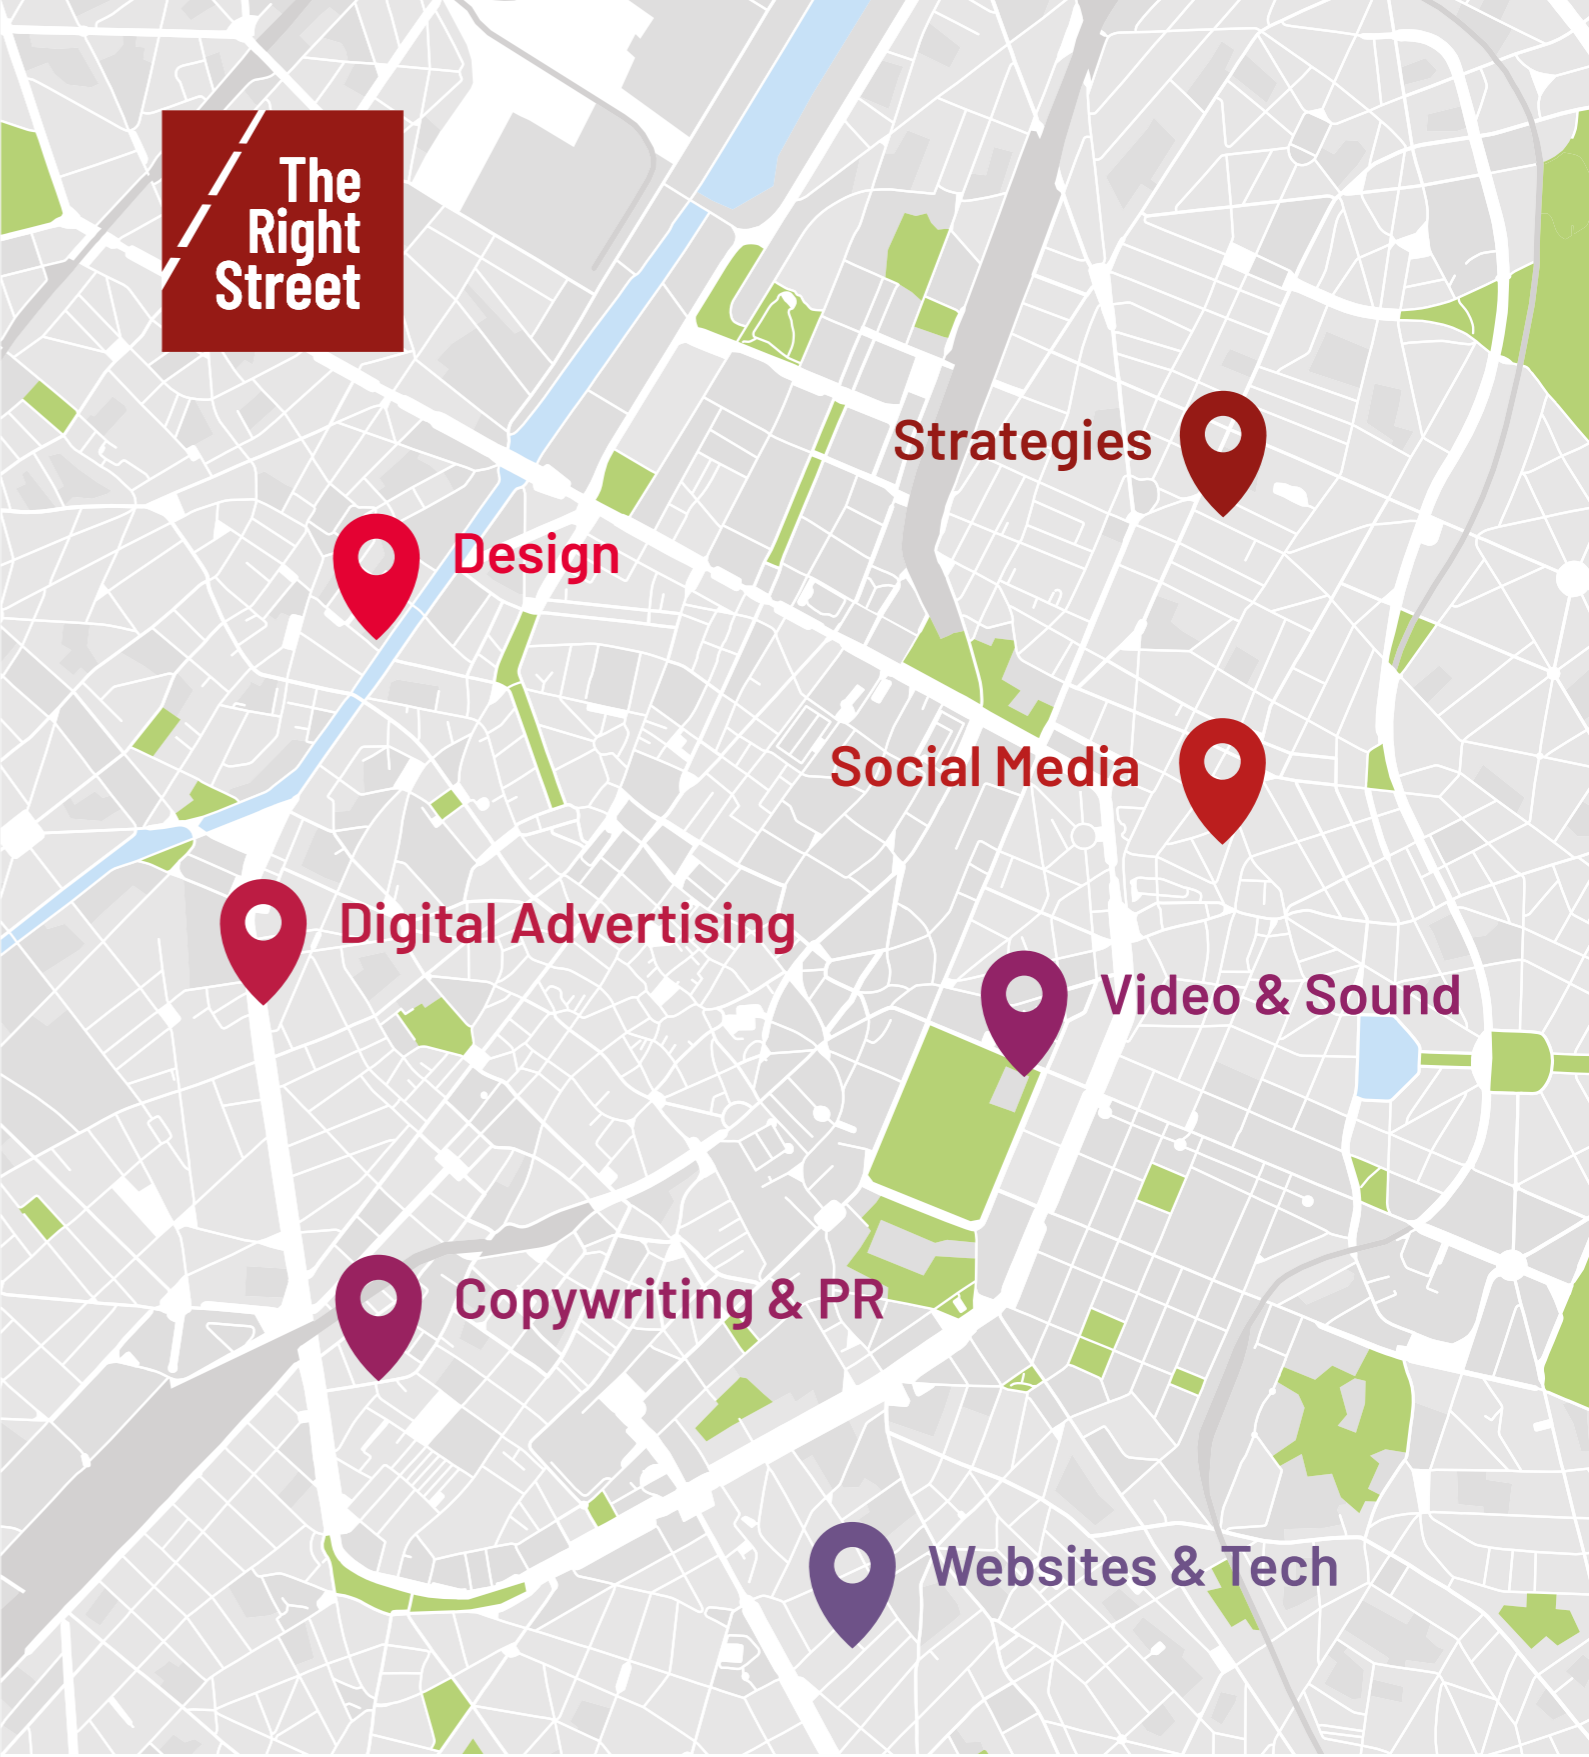 The
Right
Street
Strategies
Design
Social Media
Digital Advertising
Video & Sound
Copywriting & PR
Websites & Tech